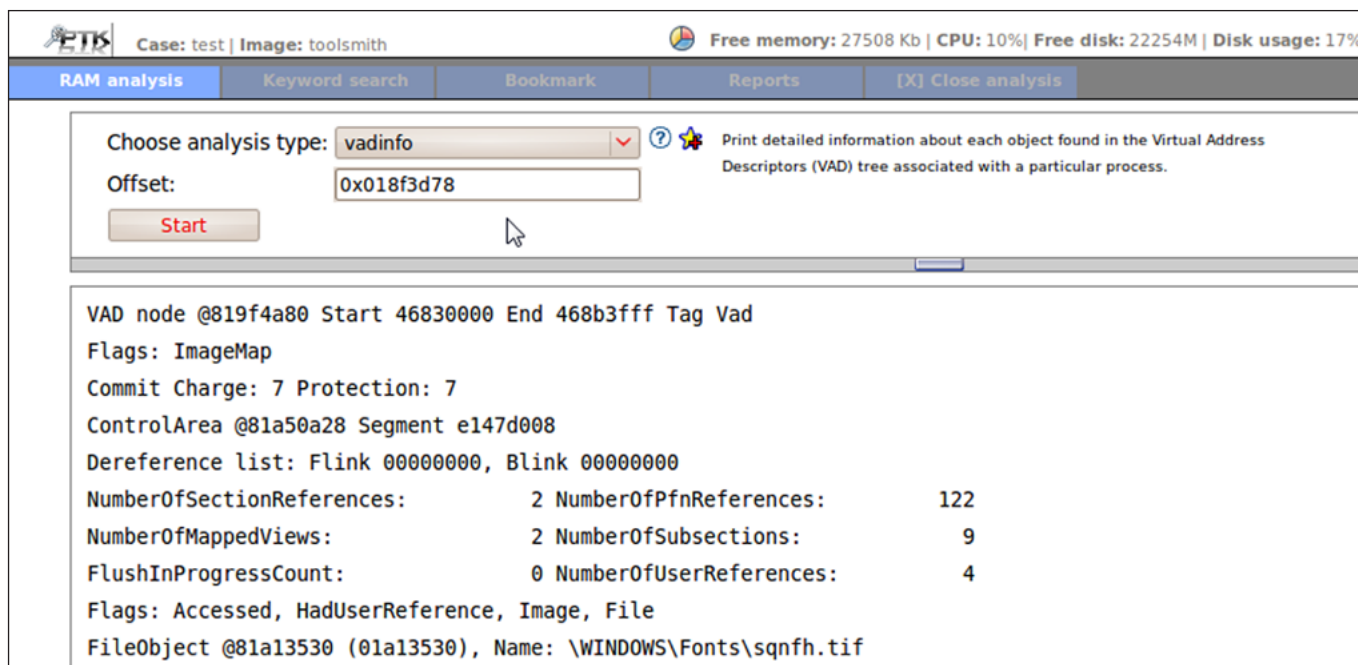 PTK Case: test | Image: toolsmith Free memory: 27508 Kb | CPU: 10%| Free disk: 22254M | Disk usage: 17%
RAM analysis Keyword search Bookmark Reports [X] Close analysis
Choose analysis type: vadinfo ? Print detailed information about each object found in the Virtual Address
Descriptors (VAD) tree associated with a particular process.
Offset: 0x018f3d78
Start
VAD node @819f4a80 Start 46830000 End 468b3fff Tag Vad
Flags: ImageMap
Commit Charge: 7 Protection: 7
ControlArea @81a50a28 Segment e147d008
Dereference list: Flink 00000000, Blink 00000000
NumberOfSectionReferences: 2 NumberOfPfnReferences: 122
NumberOfMappedViews: 2 NumberOfSubsections: 9
FlushInProgressCount: 0 NumberOfUserReferences: 4
Flags: Accessed, HadUserReference, Image, File
FileObject @81a13530 (01a13530), Name: \WINDOWS\Fonts\sqnfh.tif